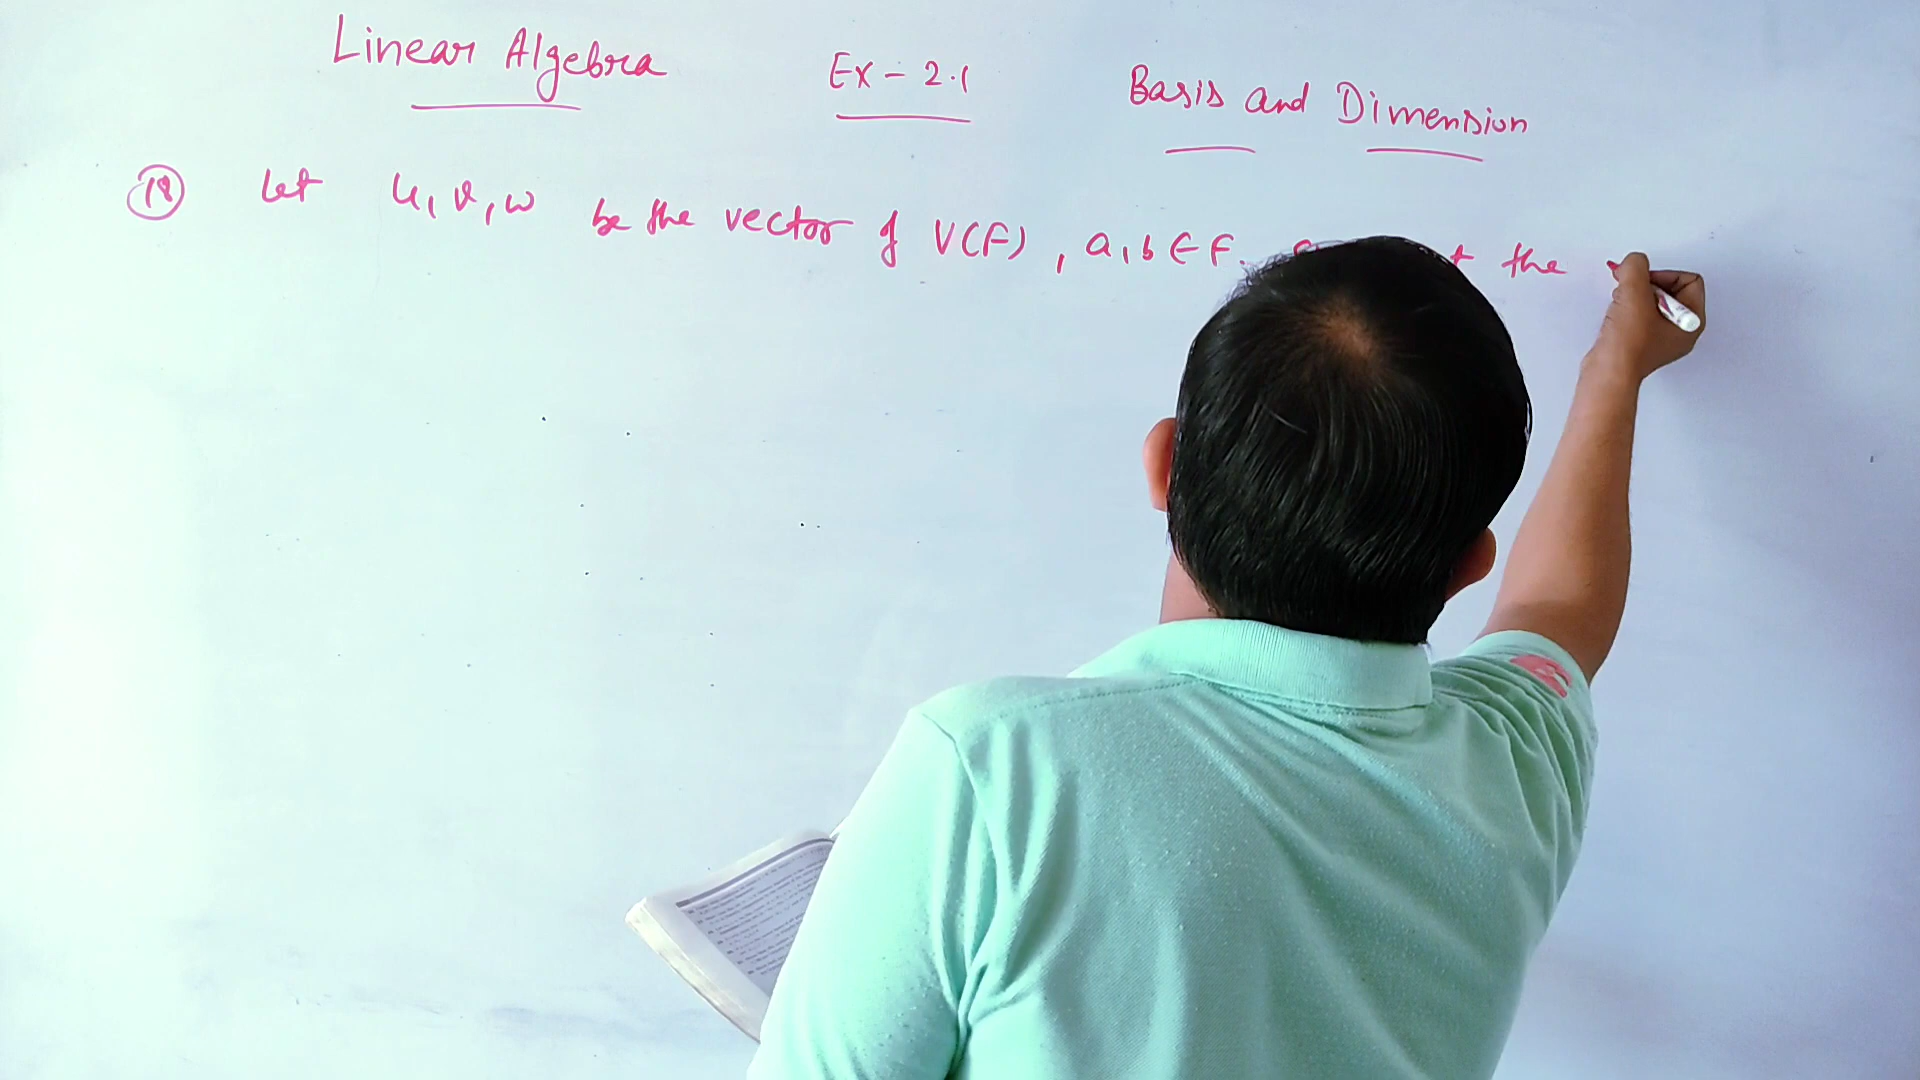 Linear Algebra Ex - 2.1 Basis and Dimension
18 Let u, v, w be the vector of V(F), a, b ∈ F. the